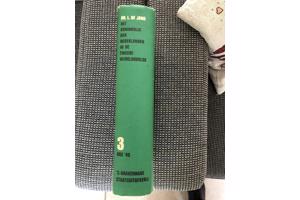 DR. L. DE JONG
HET
KONINKRIJK
DER
NEDERLANDEN
IN DE
TWEEDE
WERELDOORLOG
3
MEI '40
'S-GRAVENHAGE
STAATSUITGEVERIJ